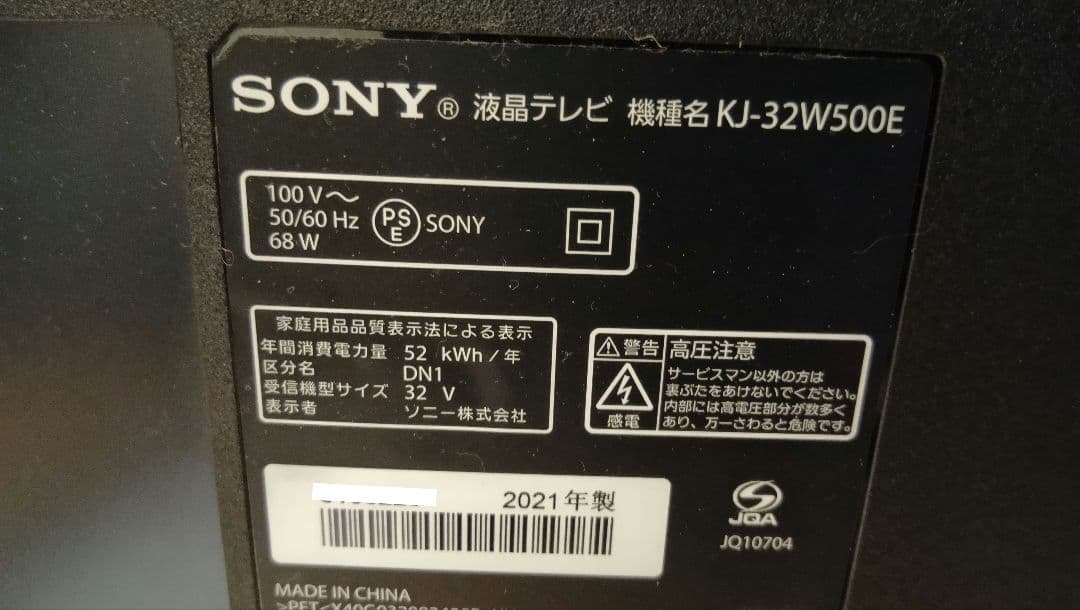 SONY® 液晶テレビ 機種名 KJ-32W500E
100 V～
50/60 Hz
68 W
PS
E
SONY
家庭用品品質表示法による表示
年間消費電力量 52 kWh / 年
区分名 DN1
受信機型サイズ 32 V
表示者 ソニー株式会社
警告
感電
高圧注意
サービスマン以外の方は
裏ぶたをあけないでください。
内部には高電圧部分が数多く
あり、万一さわると危険です。
2021年製
JQA
JQ10704
MADE IN CHINA